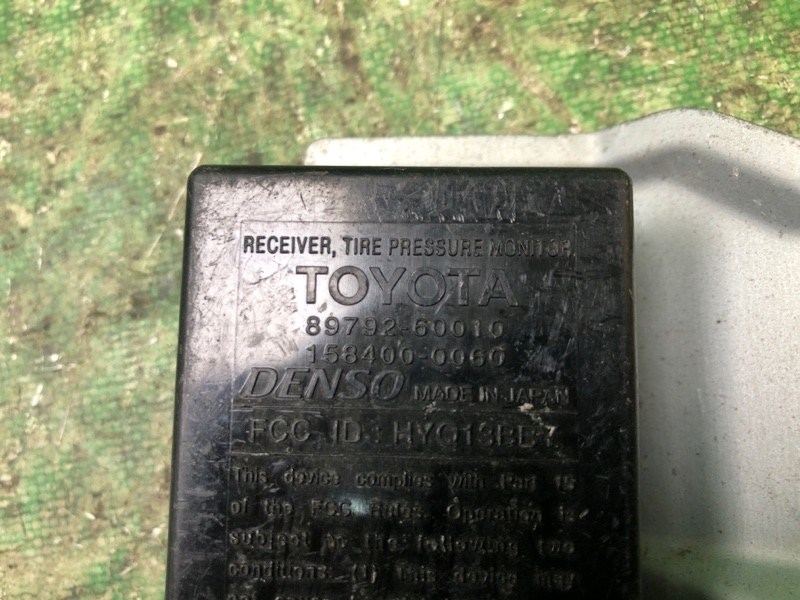 RECEIVER, TIRE PRESSURE MONITOR
TOYOTA
89792-60010
158400-0060
DENSO MADE IN JAPAN
FCC ID: HYQ13BBY
This device complies with Part 15
of the FCC Rules. Operation is
subject to the following two
conditions (1) This device may